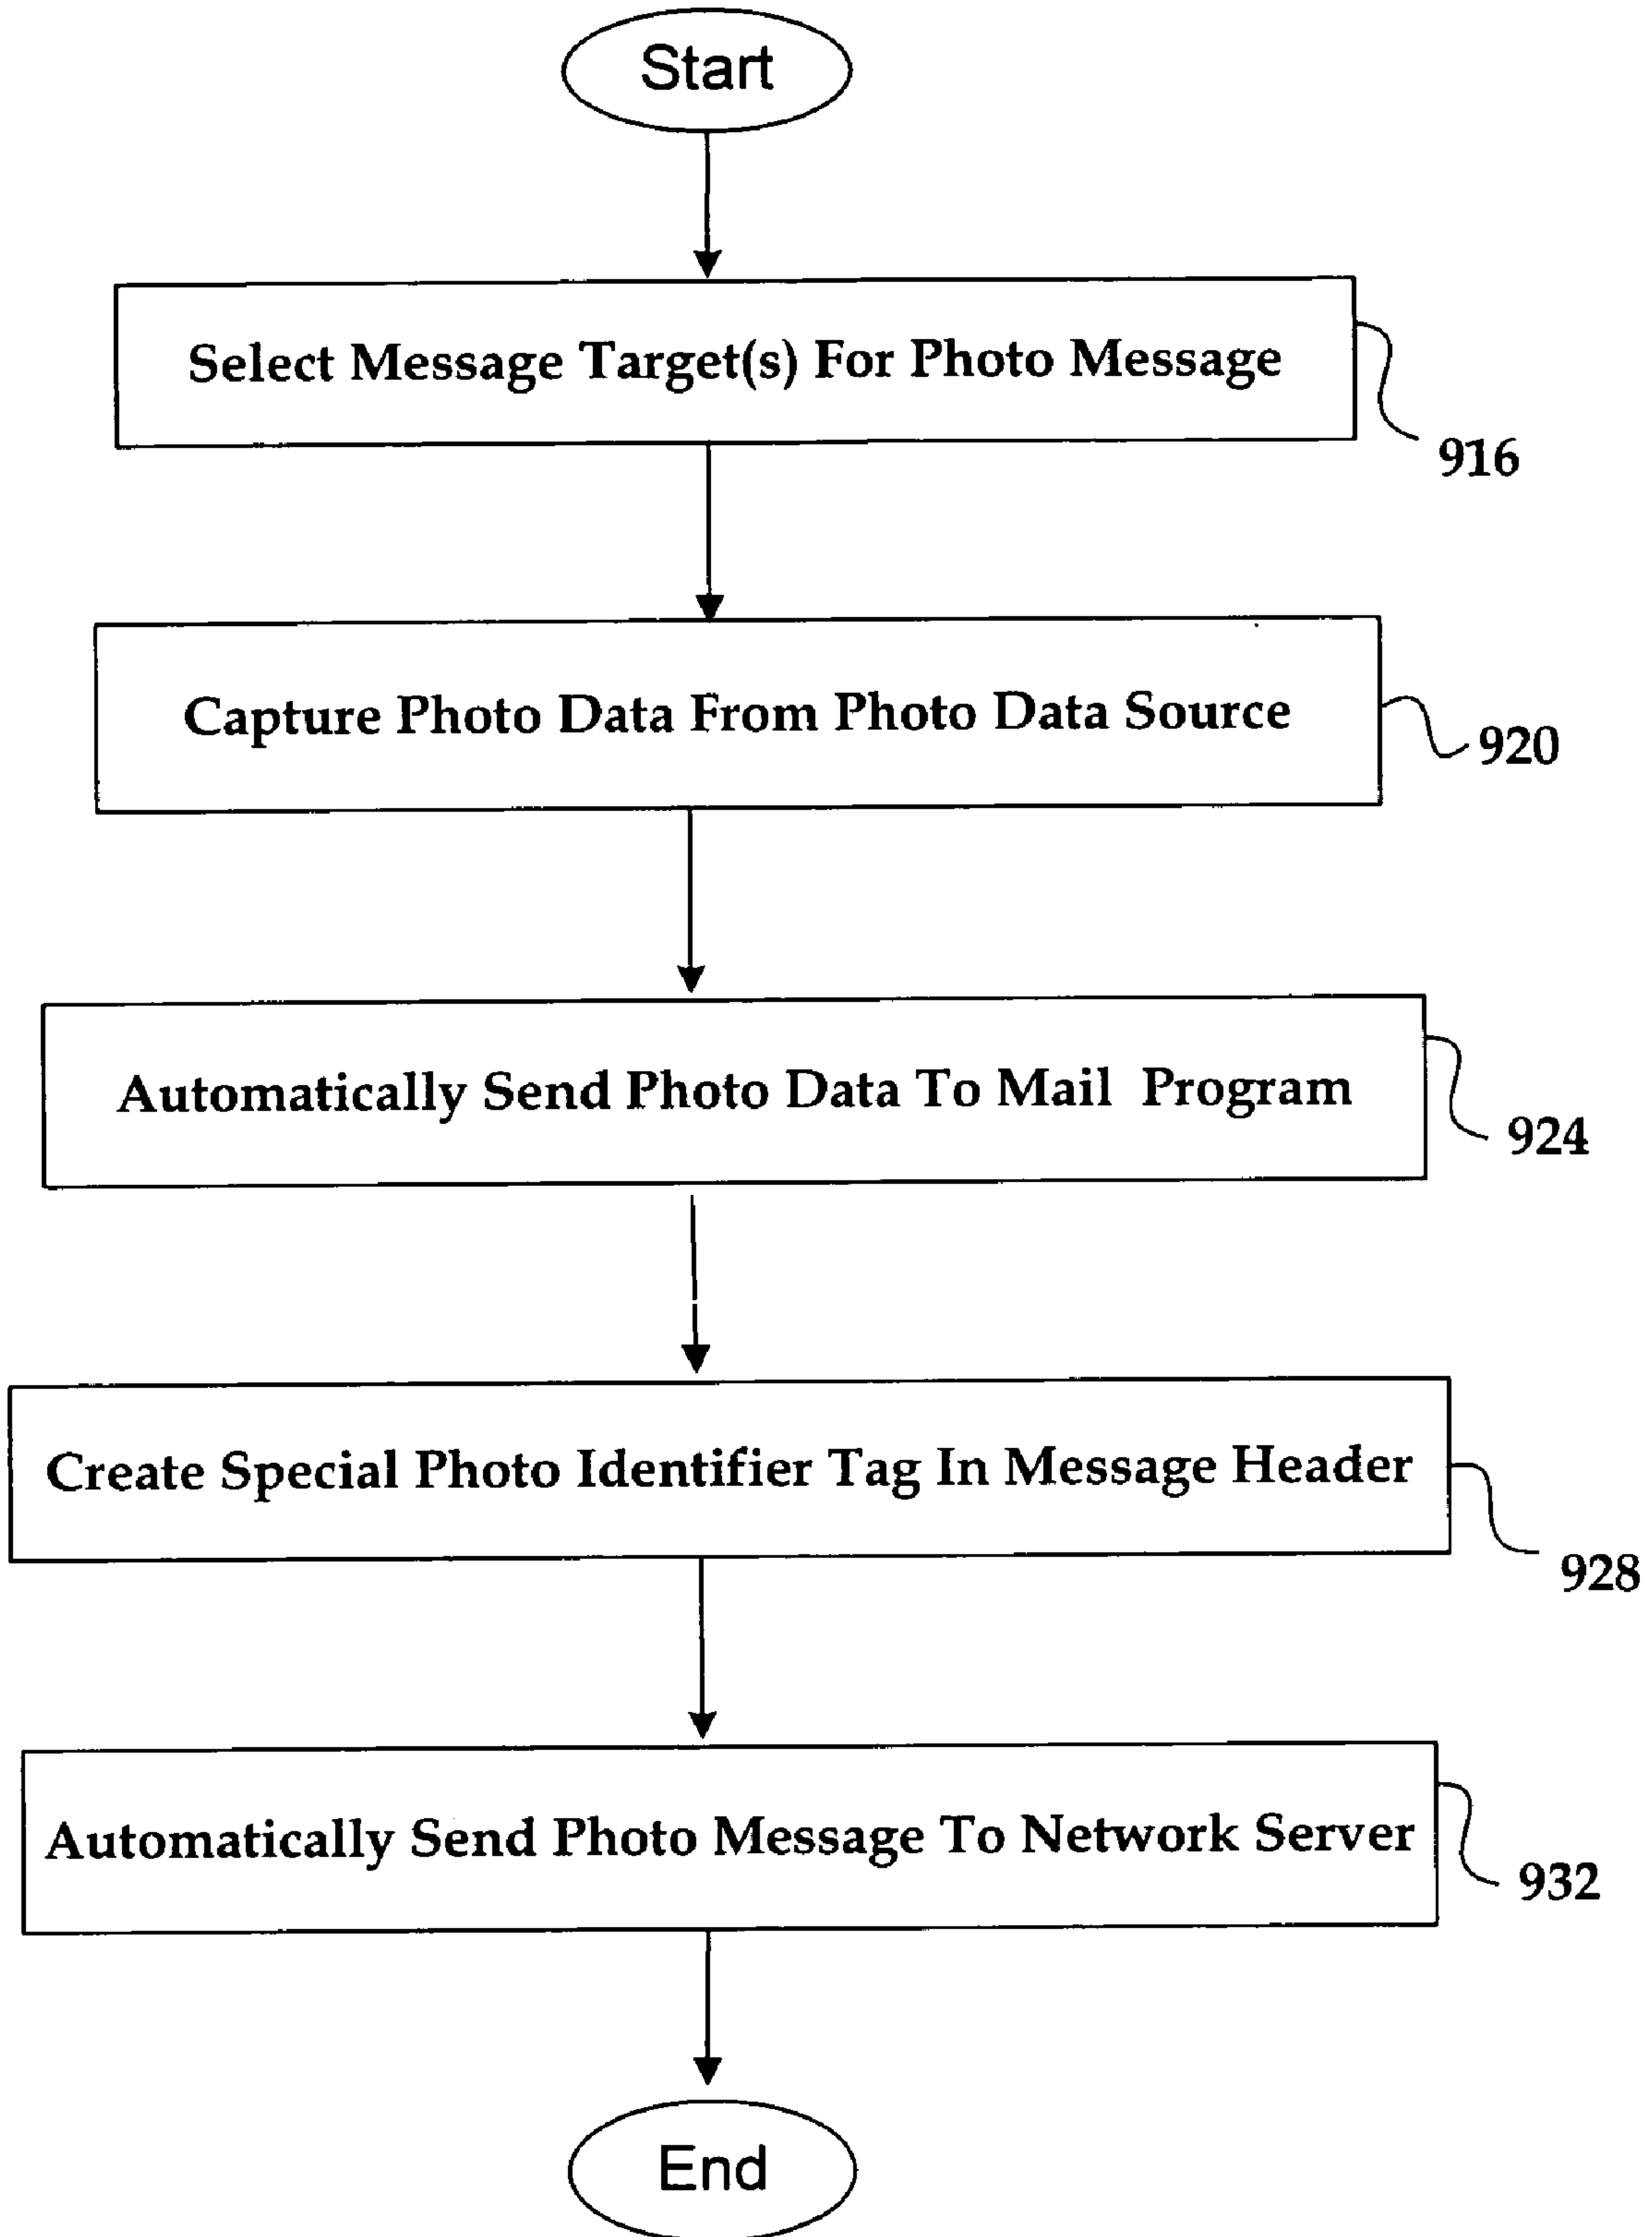 Start
Select Message Target(s) For Photo Message
916
Capture Photo Data From Photo Data Source
920
Automatically Send Photo Data To Mail Program
924
Create Special Photo Identifier Tag In Message Header
928
Automatically Send Photo Message To Network Server
932
End